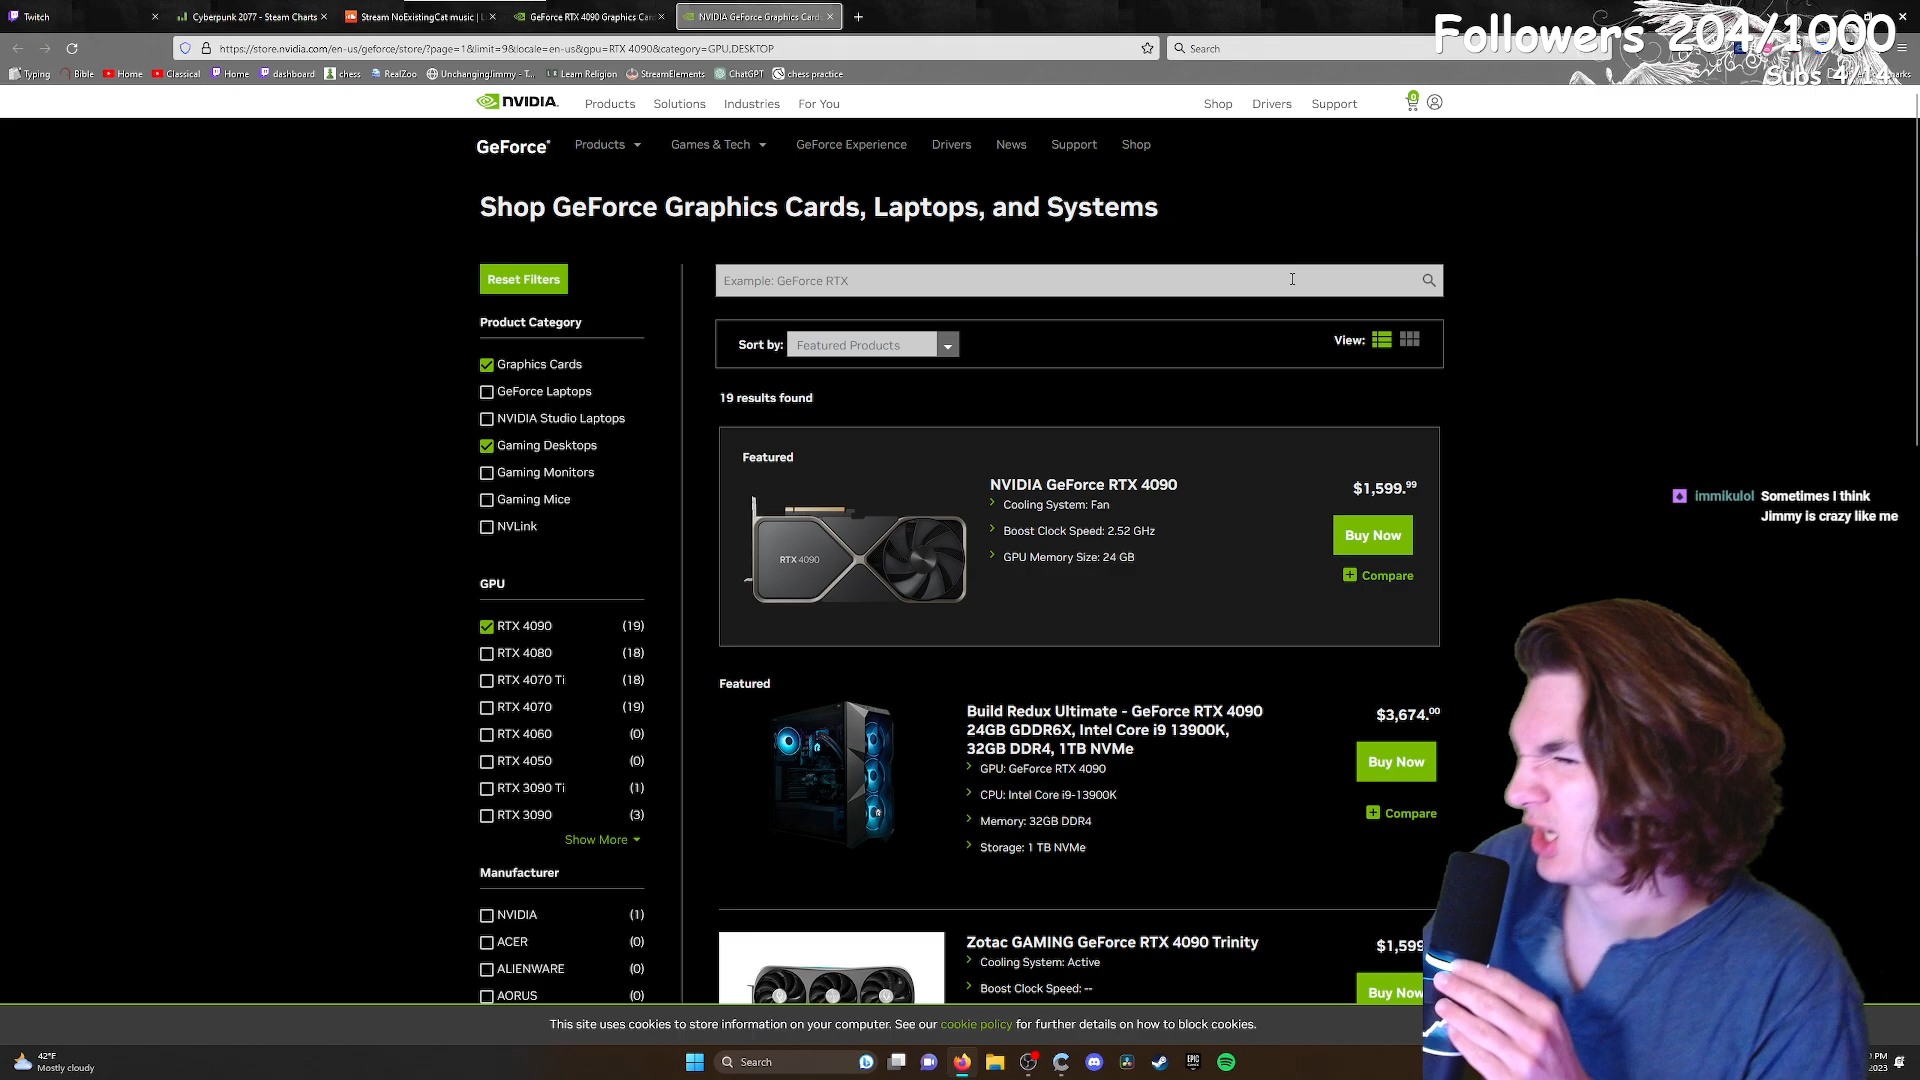 Twitch
Cyberpunk 2077 - Steam Charts
Stream NoExistingCat music | Li
GeForce RTX 4090 Graphics Car
NVIDIA GeForce Graphics Cards
https://store.nvidia.com/en-us/geforce/store/?page=1&limit=9&locale=en-us&gpu=RTX 4090&category=GPU,DESKTOP
Search
Followers 204/1000
Subs 4/14
Typing
Bible
Home
Classical
Home
dashboard
chess
RealZoo
UnchangingJimmy - T...
Learn Religion
StreamElements
ChatGPT
chess practice
NVIDIA.
Products
Solutions
Industries
For You
Shop
Drivers
Support
0
GeForce
Products
Games & Tech
GeForce Experience
Drivers
News
Support
Shop
Shop GeForce Graphics Cards, Laptops, and Systems
Reset Filters
Example: GeForce RTX
Product Category
Sort by:
Featured Products
View:
Graphics Cards
GeForce Laptops
NVIDIA Studio Laptops
Gaming Desktops
Gaming Monitors
Gaming Mice
NVLink
19 results found
Featured
NVIDIA GeForce RTX 4090
Cooling System: Fan
Boost Clock Speed: 2.52 GHz
GPU Memory Size: 24 GB
RTX 4090
$1,599.99
Buy Now
Compare
immikulol Sometimes I think
Jimmy is crazy like me
GPU
RTX 4090 (19)
RTX 4080 (18)
RTX 4070 Ti (18)
RTX 4070 (19)
RTX 4060 (0)
RTX 4050 (0)
RTX 3090 Ti (1)
RTX 3090 (3)
Show More
Featured
Build Redux Ultimate - GeForce RTX 4090
24GB GDDR6X, Intel Core i9 13900K,
32GB DDR4, 1TB NVMe
GPU: GeForce RTX 4090
CPU: Intel Core i9-13900K
Memory: 32GB DDR4
Storage: 1 TB NVMe
$3,674.00
Buy Now
Compare
Manufacturer
NVIDIA (1)
ACER (0)
ALIENWARE (0)
AORUS (0)
Zotac GAMING GeForce RTX 4090 Trinity
Cooling System: Active
Boost Clock Speed: --
$1,599
Buy Now
This site uses cookies to store information on your computer. See our cookie policy for further details on how to block cookies.
42°F
Mostly cloudy
Search
EPIC
PM
2023